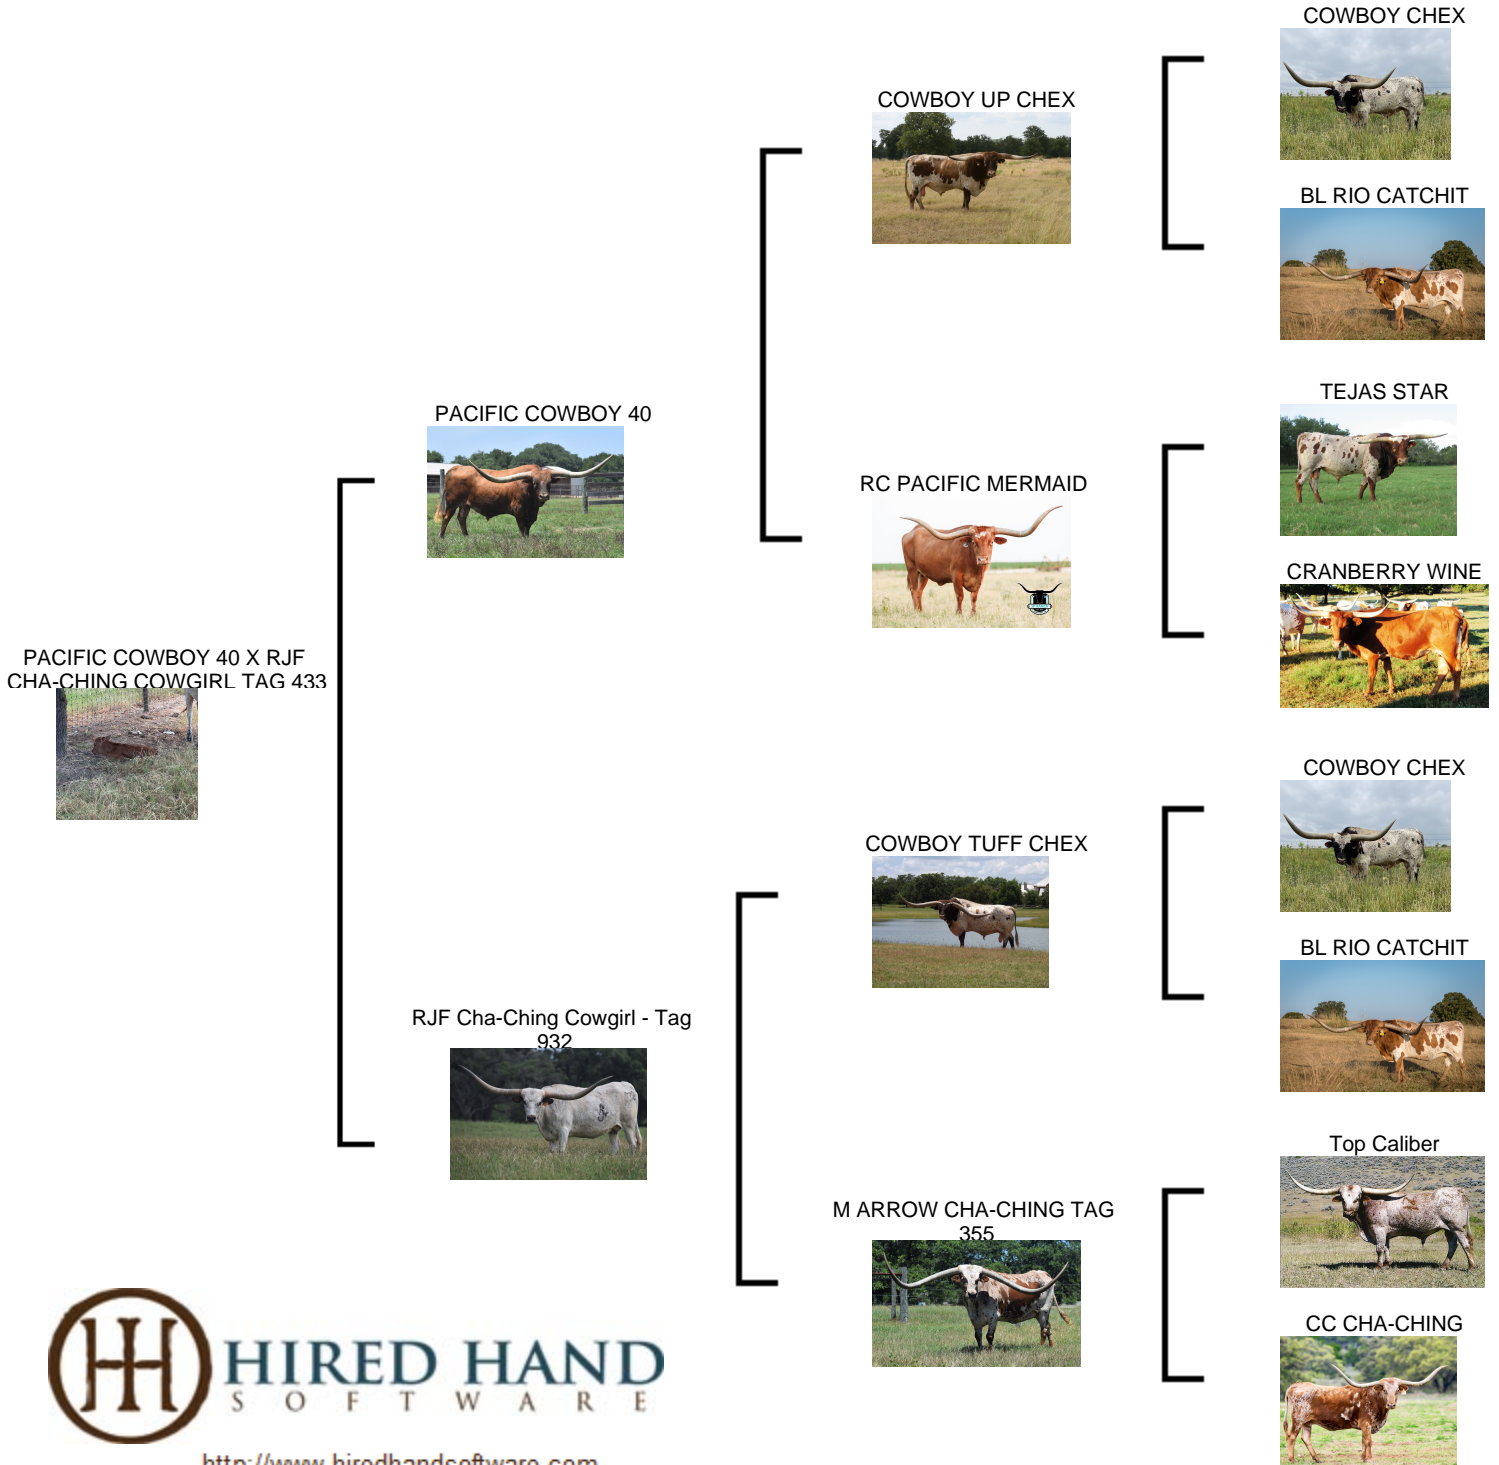 COWBOY CHEX
COWBOY UP CHEX
BL RIO CATCHIT
TEJAS STAR
PACIFIC COWBOY 40
RC PACIFIC MERMAID
CRANBERRY WINE
PACIFIC COWBOY 40 X RJF
CHA-CHING COWGIRL TAG 433
COWBOY CHEX
COWBOY TUFF CHEX
BL RIO CATCHIT
RJF Cha-Ching Cowgirl - Tag
932
Top Caliber
M ARROW CHA-CHING TAG
355
CC CHA-CHING
HIRED HAND
SOFTWARE
http://www.hiredhandsoftware.com